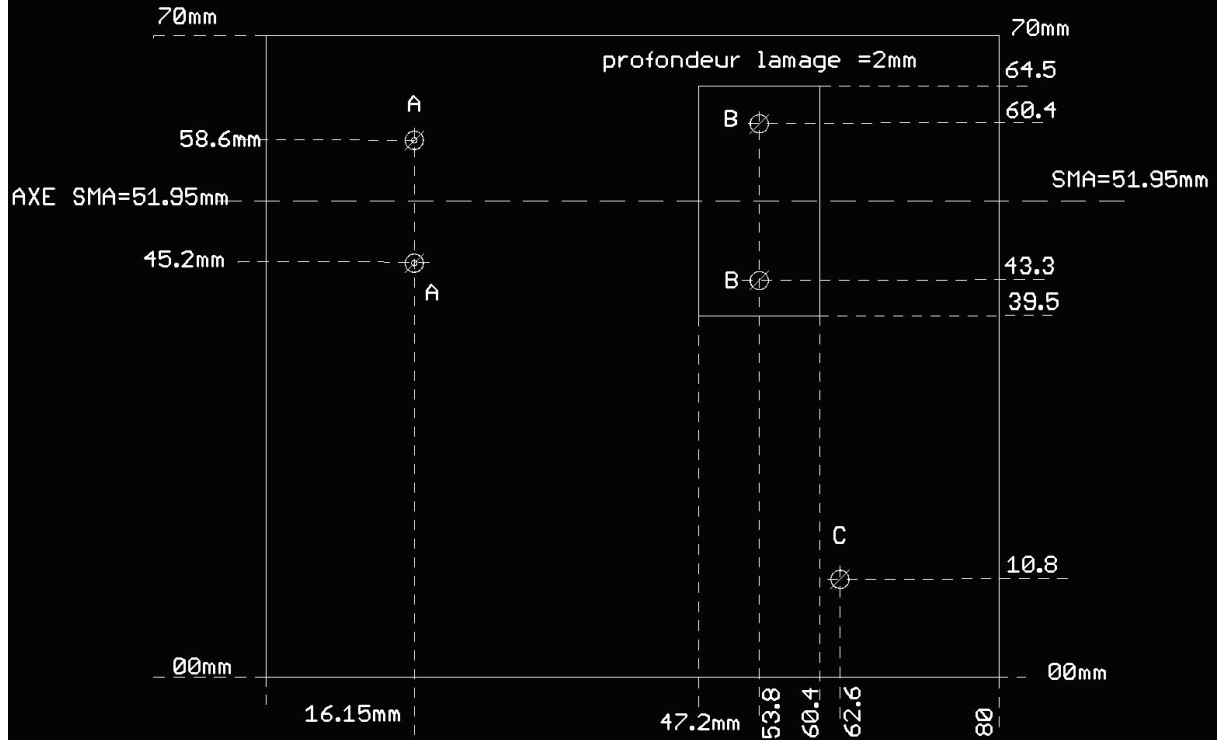 70mm
70mm
profondeur lamage =2mm
64.5
A
60.4
B
58.6mm
SMA=51.95mm
AXE SMA=51.95mm
45.2mm
43.3
B
A
39.5
C
10.8
00mm
00mm
16.15mm
47.2mm
53.8
60.4
62.6
80